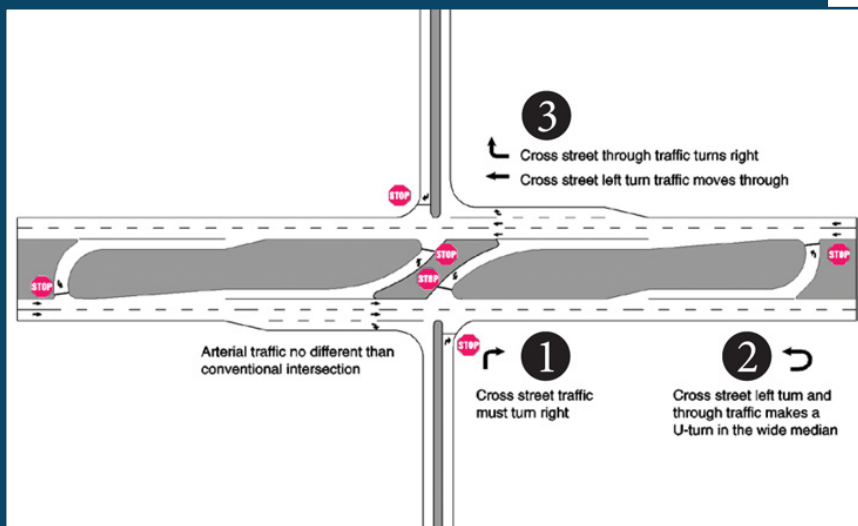 3
Cross street through traffic turns right
Cross street left turn traffic moves through
STOP
STOP
STOP
STOP
STOP
STOP
Arterial traffic no different than
conventional intersection
1
Cross street traffic
must turn right
2
Cross street left turn and
through traffic makes a
U-turn in the wide median